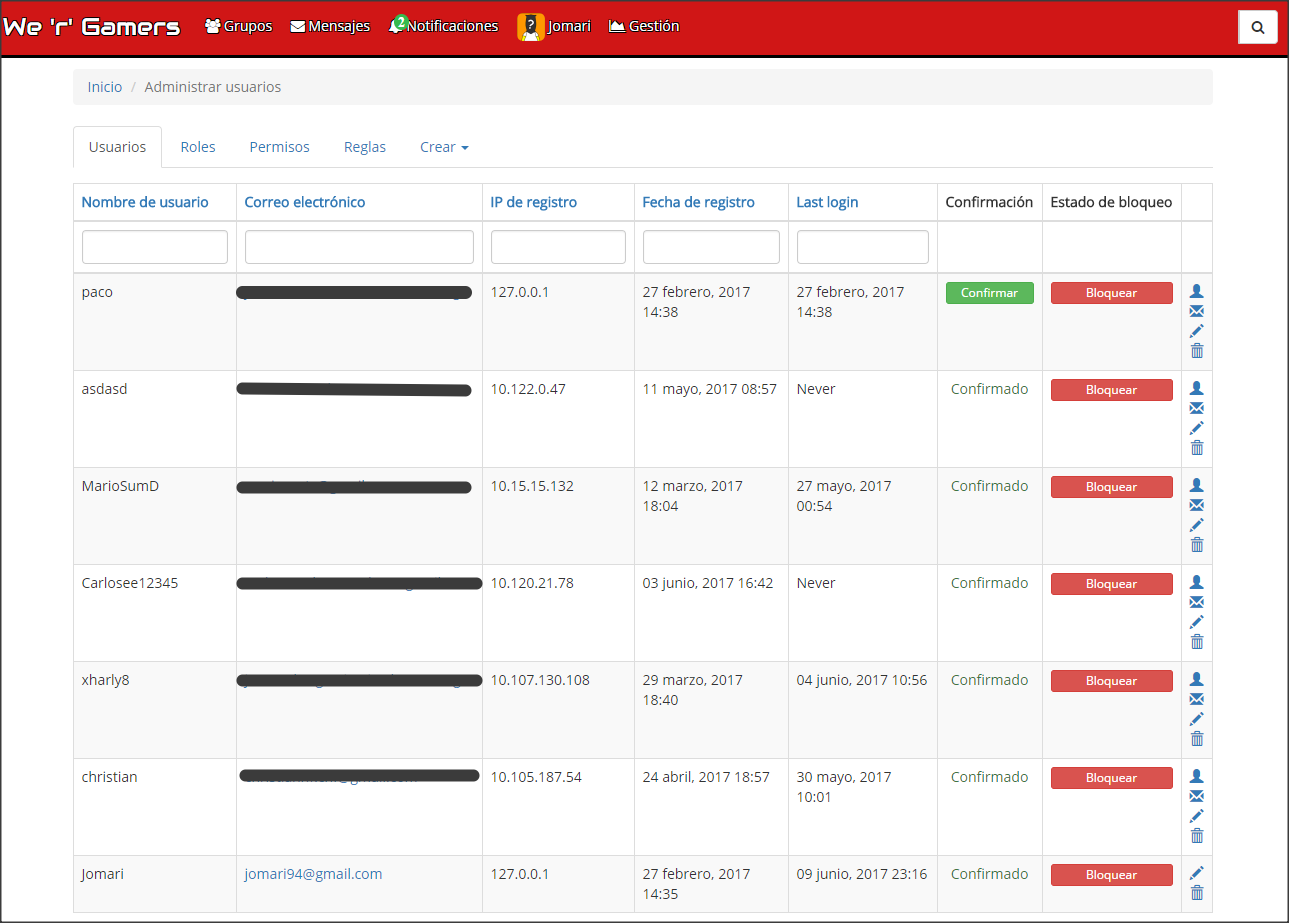 We 'r' Gamers Grupos Mensajes 2 Notificaciones ? Jomari Gestión
Inicio / Administrar usuarios
Usuarios Roles Permisos Reglas Crear
Nombre de usuario Correo electrónico IP de registro Fecha de registro Last login Confirmación Estado de bloqueo
paco 127.0.0.1 27 febrero, 2017 27 febrero, 2017 Confirmar Bloquear
14:38 14:38
asdasd 10.122.0.47 11 mayo, 2017 08:57 Never Confirmado Bloquear
MarioSumD 10.15.15.132 12 marzo, 2017 27 mayo, 2017 Confirmado Bloquear
18:04 00:54
Carlosee12345 10.120.21.78 03 junio, 2017 16:42 Never Confirmado Bloquear
xharly8 10.107.130.108 29 marzo, 2017 04 junio, 2017 10:56 Confirmado Bloquear
18:40
christian 10.105.187.54 24 abril, 2017 18:57 30 mayo, 2017 Confirmado Bloquear
10:01
Jomari jomari94@gmail.com 127.0.0.1 27 febrero, 2017 09 junio, 2017 23:16 Confirmado Bloquear
14:35